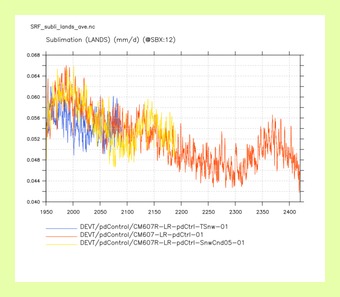 SRF_subli_lands_ave.nc
Sublimation (LANDS) (mm/d) (@SBX:12)
0.068
0.064
0.060
0.056
0.052
0.048
0.044
0.040
1950 2000 2050 2100 2150 2200 2250 2300 2350 2400
DEVT/pdControl/CM607R-LR-pdCtrl-TSnw-01
DEVT/pdControl/CM607-LR-pdCtrl-01
DEVT/pdControl/CM607R-LR-pdCtrl-SnwCnd05-01